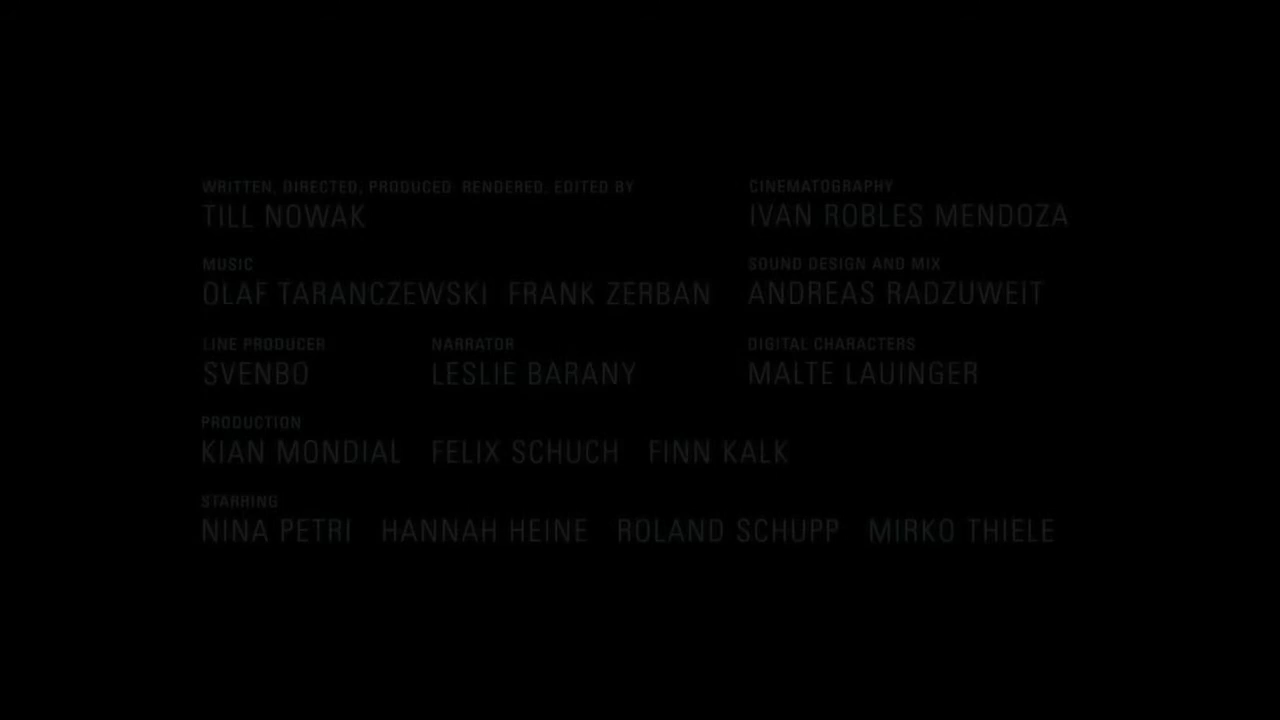 WRITTEN, DIRECTED, PRODUCED RENDERED, EDITED BY
TILL NOWAK
CINEMATOGRAPHY
IVAN ROBLES MENDOZA
MUSIC
OLAF TARANCZEWSKI FRANK ZERBAN
SOUND DESIGN AND MIX
ANDREAS RADZUWEIT
LINE PRODUCER
SVENBO
NARRATOR
LESLIE BARANY
DIGITAL CHARACTERS
MALTE LAUINGER
PRODUCTION
KIAN MONDIAL FELIX SCHUCH FINN KALK
STARRING
NINA PETRI HANNAH HEINE ROLAND SCHUPP MIRKO THIELE